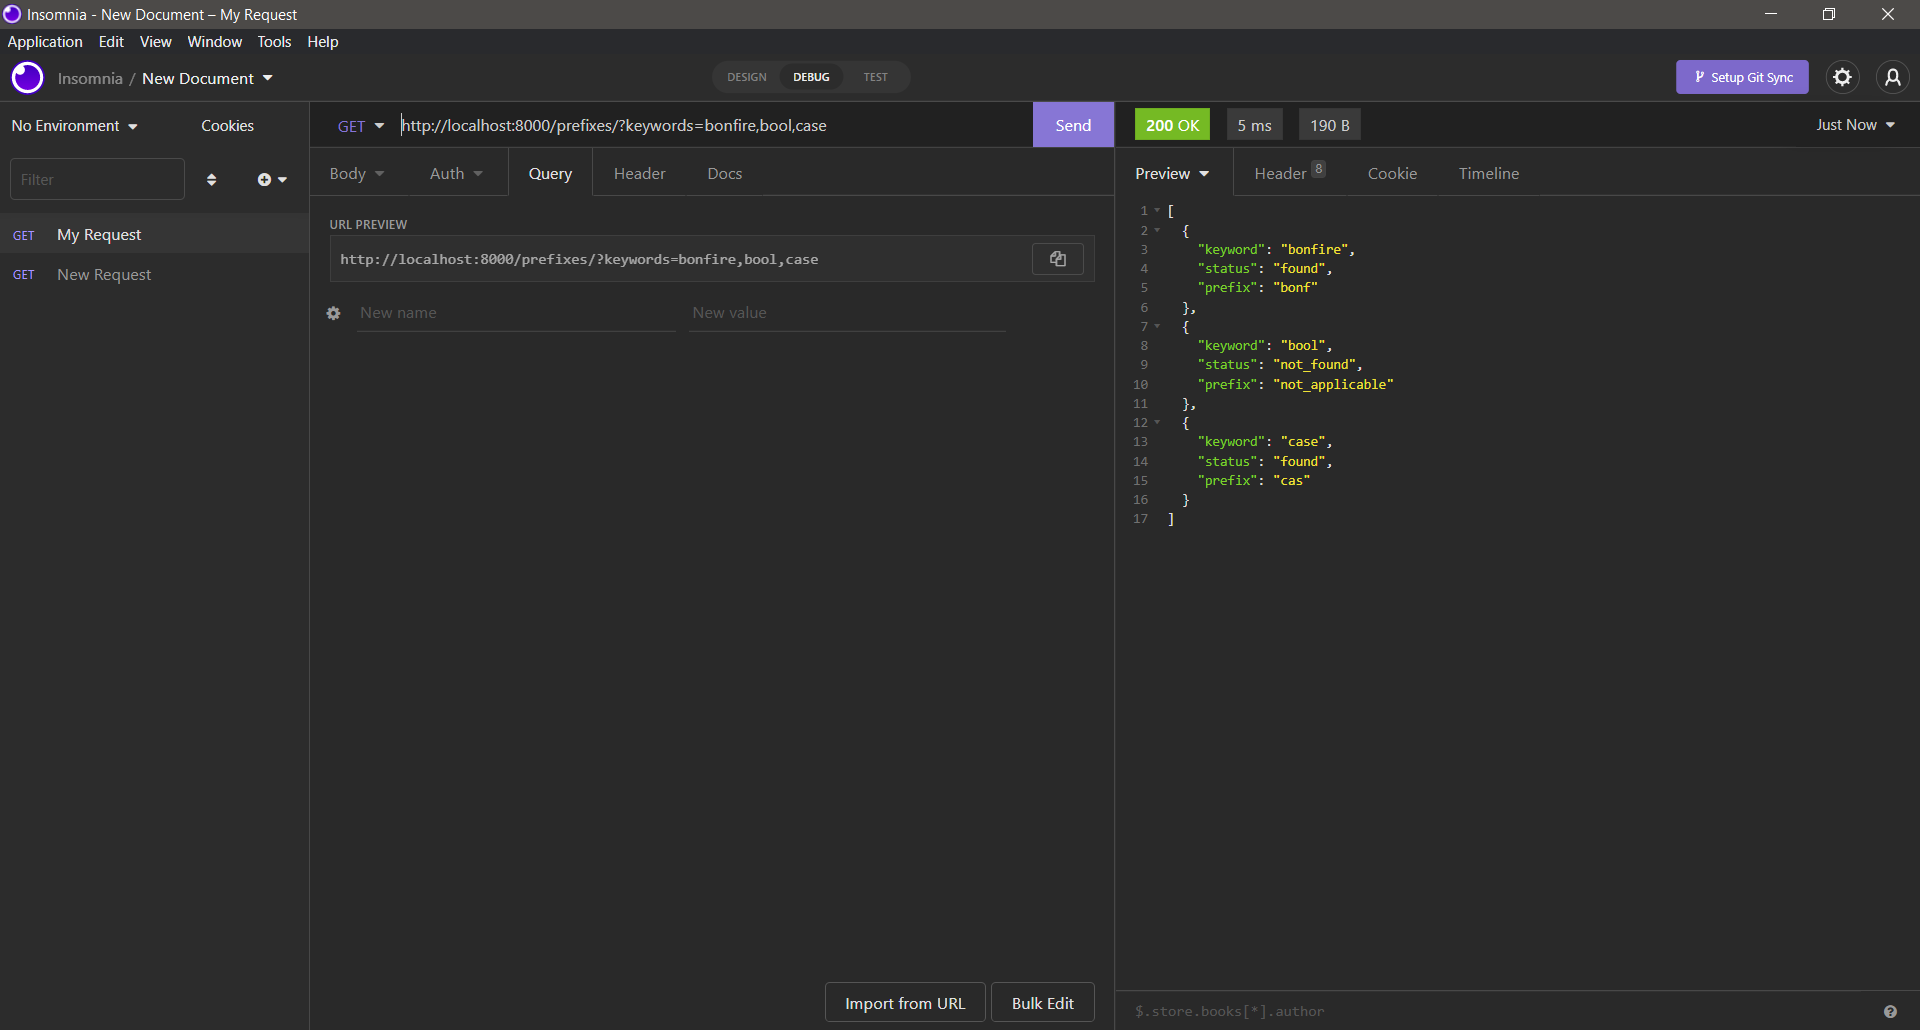 Insomnia - New Document – My Request
Application Edit View Window Tools Help
Insomnia / New Document
DESIGN DEBUG TEST
Setup Git Sync
No Environment
Cookies
GET http://localhost:8000/prefixes/?keywords=bonfire,bool,case
Send
200 OK
5 ms
190 B
Just Now
Filter
GET My Request
GET New Request
Body Auth Query Header Docs
URL PREVIEW
http://localhost:8000/prefixes/?keywords=bonfire,bool,case
New name New value
Import from URL
Bulk Edit
Preview Header 8 Cookie Timeline
1 [
2 {
3 "keyword": "bonfire",
4 "status": "found",
5 "prefix": "bonf"
6 },
7 {
8 "keyword": "bool",
9 "status": "not_found",
10 "prefix": "not_applicable"
11 },
12 {
13 "keyword": "case",
14 "status": "found",
15 "prefix": "cas"
16 }
17 ]
$.store.books[*].author